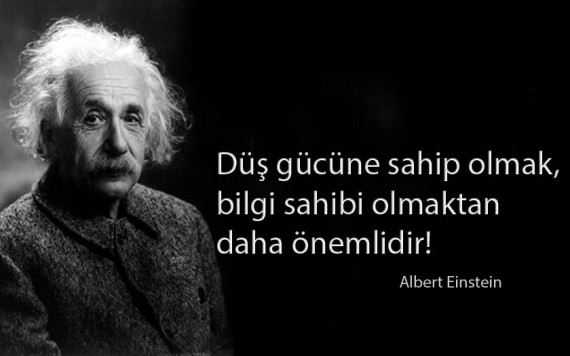 Düş gücüne sahip olmak,
bilgi sahibi olmaktan
daha önemlidir!
Albert Einstein